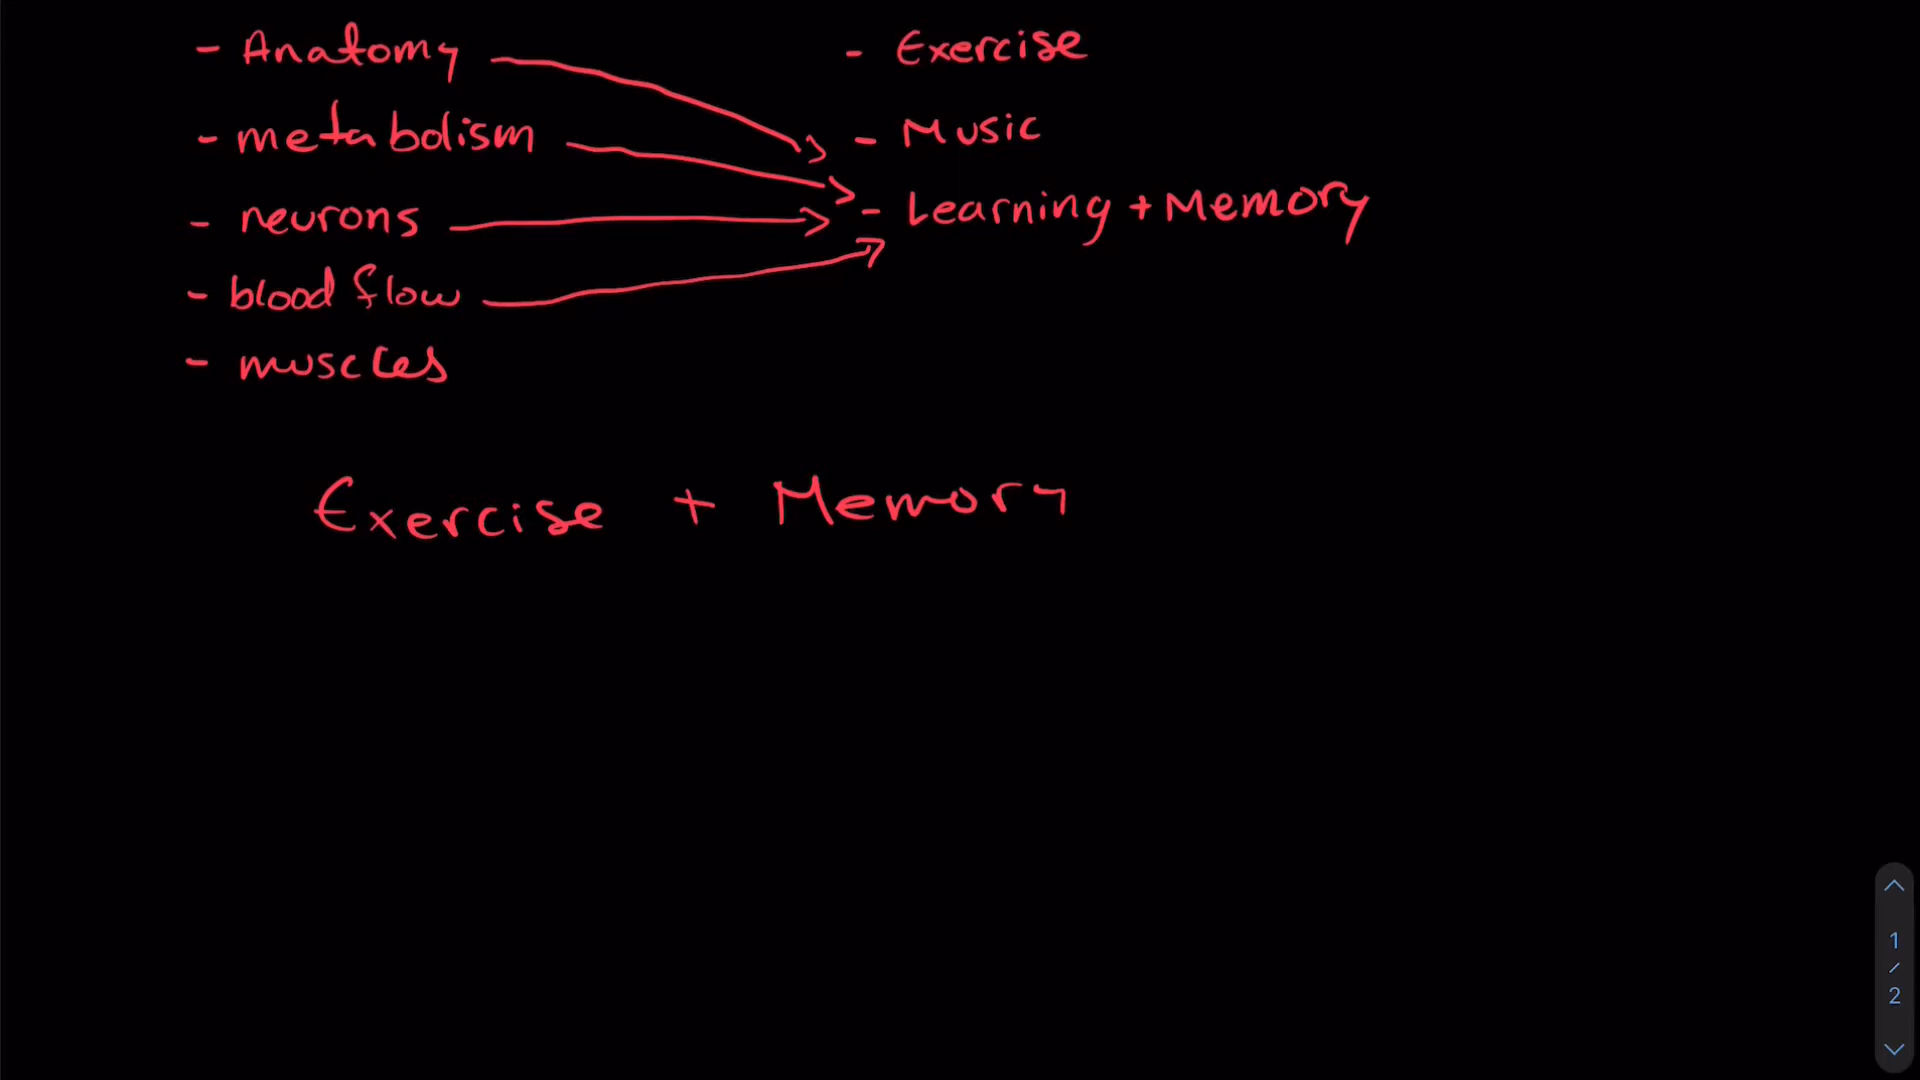 - Anatomy
- metabolism
- neurons
- blood flow
- muscles
- Exercise
- Music
- Learning + Memory
Exercise + Memory
1
/
2